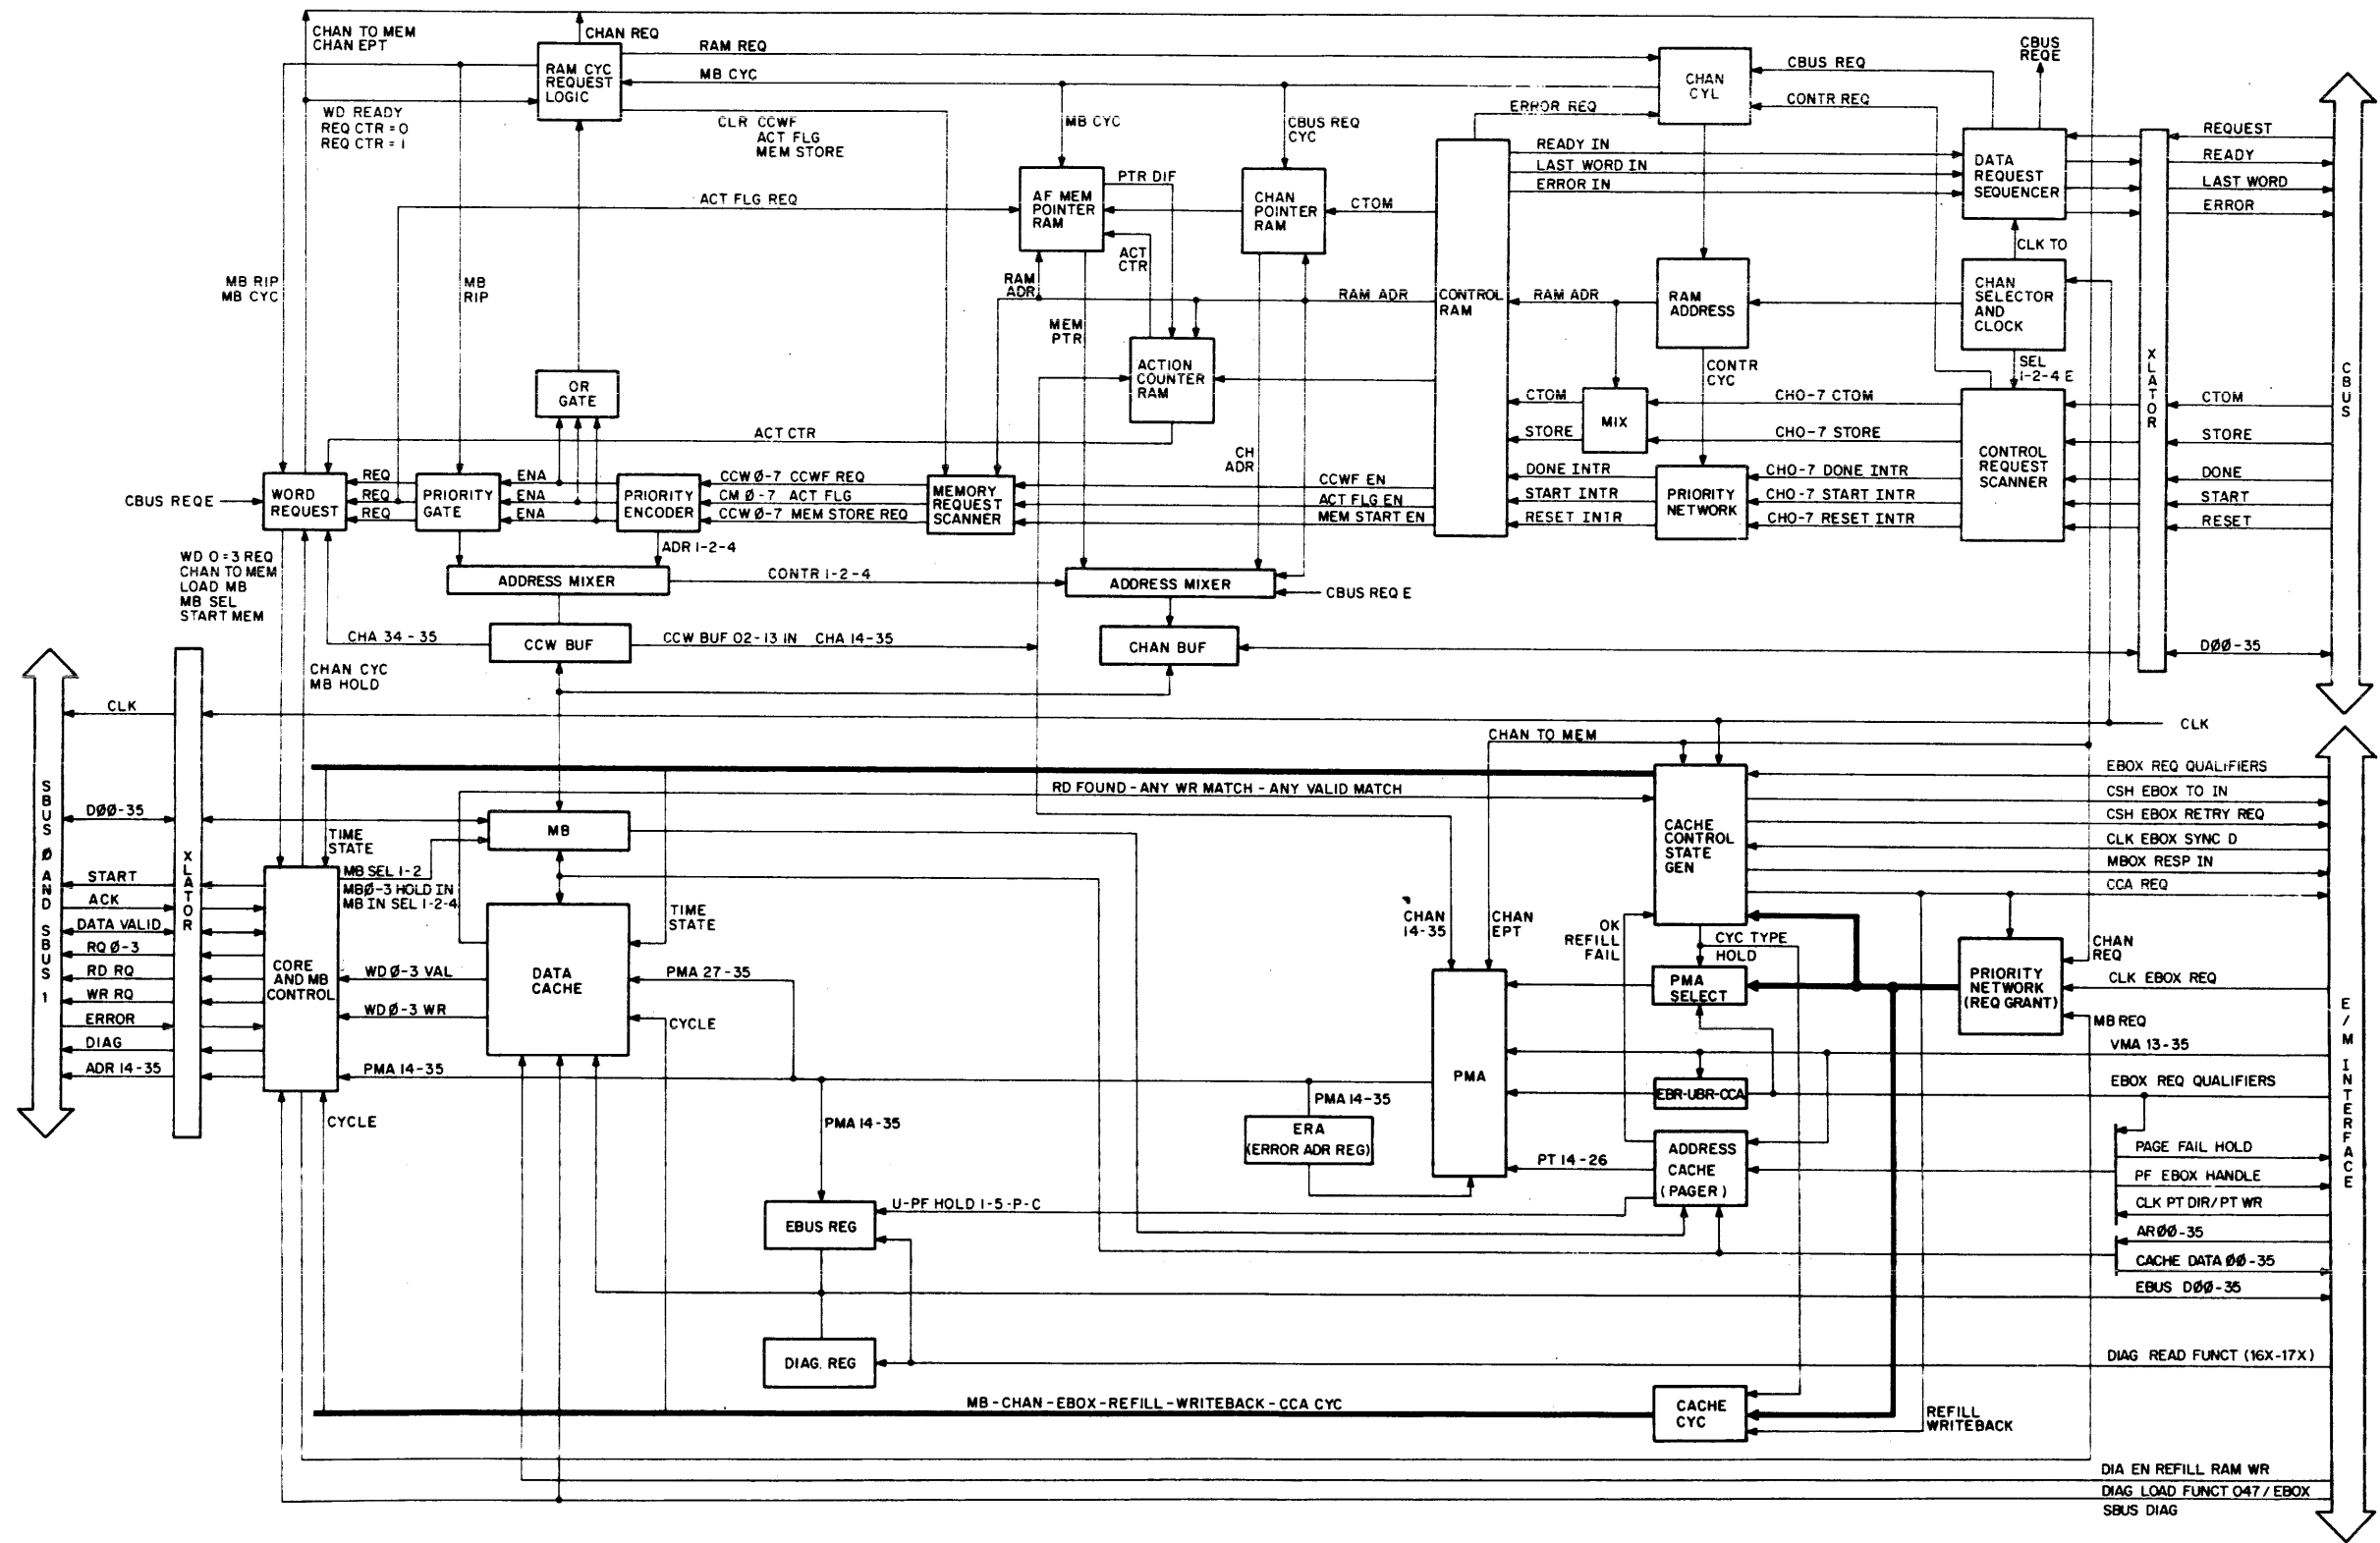 CHAN TO MEM
CHAN EPT
CHAN REQ
RAM REQ
MB CYC
RAM CYC
REQUEST
LOGIC
WD READY
REQ CTR = 0
REQ CTR = 1
CLR CCWF
ACT FLG
MEM STORE
MB CYC
CBUS REQ
CYC
ERROR REQ
CHAN
CYL
CBUS REQ
CONTR REQ
CBUS
REQE
READY IN
LAST WORD IN
ERROR IN
DATA
REQUEST
SEQUENCER
REQUEST
READY
LAST WORD
ERROR
ACT FLG REQ
AF MEM
POINTER
RAM
PTR DIF
CHAN
POINTER
RAM
CTOM
ACT
CTR
RAM
ADR
CLK TO
MB RIP
MB CYC
MB
RIP
MEM
PTR
RAM ADR
CONTROL
RAM
RAM ADR
RAM
ADDRESS
CHAN
SELECTOR
AND
CLOCK
ACTION
COUNTER
RAM
CONTR
CYC
SEL
1-2-4 E
XLATOR
CBUS
OR
GATE
CTOM
STORE
MIX
CHO-7 CTOM
CHO-7 STORE
CONTROL
REQUEST
SCANNER
CTOM
STORE
DONE
START
RESET
ACT CTR
CH
ADR
CBUS REQE
WORD
REQUEST
REQ
REQ
REQ
PRIORITY
GATE
ENA
ENA
ENA
PRIORITY
ENCODER
CCW Ø-7 CCWF REQ
CM Ø-7 ACT FLG
CCW Ø-7 MEM STORE REQ
MEMORY
REQUEST
SCANNER
CCWF EN
ACT FLG EN
MEM START EN
DONE INTR
START INTR
RESET INTR
PRIORITY
NETWORK
CHO-7 DONE INTR
CHO-7 START INTR
CHO-7 RESET INTR
WD 0=3 REQ
CHAN TO MEM
LOAD MB
MB SEL
START MEM
ADR 1-2-4
ADDRESS MIXER
CONTR 1-2-4
ADDRESS MIXER
CBUS REQ E
CHA 34-35
CCW BUF
CCW BUF 02-13 IN CHA 14-35
CHAN BUF
DØØ-35
CHAN CYC
MB HOLD
CLK
CLK
CHAN TO MEM
RD FOUND-ANY WR MATCH-ANY VALID MATCH
SBUS Ø AND SBUS 1
XLATOR
DØØ-35
START
ACK
DATA VALID
RQ Ø-3
RD RQ
WR RQ
ERROR
DIAG
ADR 14-35
TIME
STATE
MB
MB SEL 1-2
MBØ-3 HOLD IN
MB IN SEL 1-2-4
CORE
AND MB
CONTROL
WD Ø-3 VAL
WD Ø-3 WR
DATA
CACHE
TIME
STATE
PMA 27-35
CYCLE
PMA 14-35
CYCLE
CACHE
CONTROL
STATE
GEN
EBOX REQ QUALIFIERS
CSH EBOX TO IN
CSH EBOX RETRY REQ
CLK EBOX SYNC D
MBOX RESP IN
CCA REQ
CHAN
14-35
CHAN
EPT
OK
REFILL
FAIL
CYC TYPE
HOLD
PMA
SELECT
PRIORITY
NETWORK
(REQ GRANT)
CHAN
REQ
CLK EBOX REQ
MB REQ
VMA 13-35
EBOX REQ QUALIFIERS
E/M INTERFACE
PMA
EBR-UBR-CCA
PMA 14-35
PMA 14-35
ERA
(ERROR ADR REG)
PT 14-26
ADDRESS
CACHE
(PAGER)
PAGE FAIL HOLD
PF EBOX HANDLE
CLK PT DIR/PT WR
ARØØ-35
CACHE DATA ØØ-35
EBUS DØØ-35
EBUS REG
U-PF HOLD 1-5-P-C
DIAG. REG
DIAG READ FUNCT (16X-17X)
MB-CHAN-EBOX-REFILL-WRITEBACK-CCA CYC
CACHE
CYC
REFILL
WRITEBACK
DIA EN REFILL RAM WR
DIAG LOAD FUNCT 047/EBOX
SBUS DIAG